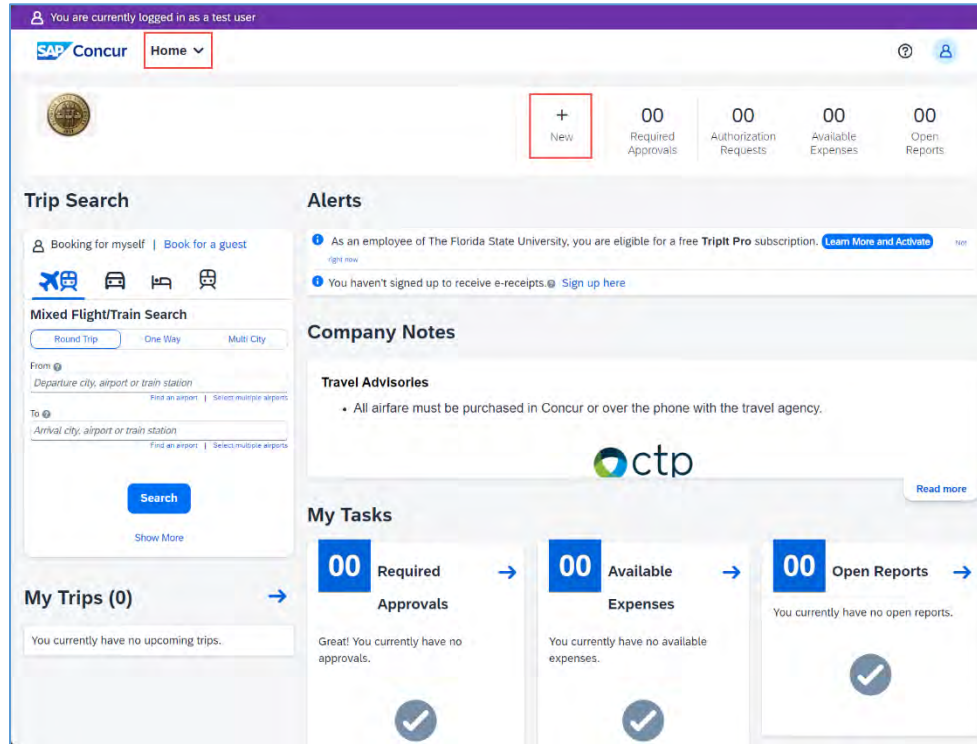 You are currently logged in as a test user
SAP Concur Home
+ 00 00 00 00
New Required Authorization Available Open
Approvals Requests Expenses Reports
Trip Search
Booking for myself | Book for a guest
Mixed Flight/Train Search
Round Trip One Way Multi City
From
Departure city, airport or train station
Find an airport | Select multiple airports
To
Arrival city, airport or train station
Find an airport | Select multiple airports
Search
Show More
My Trips (0)
You currently have no upcoming trips.
Alerts
As an employee of The Florida State University, you are eligible for a free TripIt Pro subscription. Learn More and Activate Not
right now
You haven't signed up to receive e-receipts. Sign up here
Company Notes
Travel Advisories
• All airfare must be purchased in Concur or over the phone with the travel agency.
ctp
Read more
My Tasks
00 Required
Approvals
Great! You currently have no
approvals.
00 Available
Expenses
You currently have no available
expenses.
00 Open Reports
You currently have no open reports.